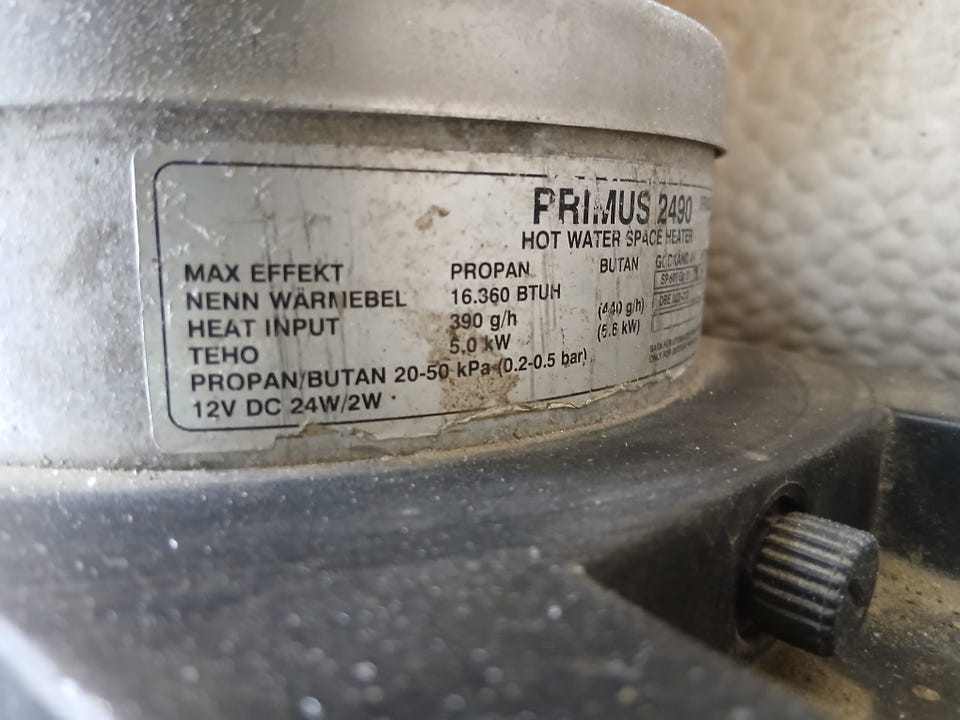 PRIMUS 2490
HOT WATER SPACE HEATER
MAX EFFEKT PROPAN BUTAN
NENN WÄRMEBEL 16.360 BTUH
HEAT INPUT 390 g/h (440 g/h)
TEHO 5,0 kW (5,6 kW)
PROPAN/BUTAN 20-50 kPa (0.2-0.5 bar)
12V DC 24W/2W